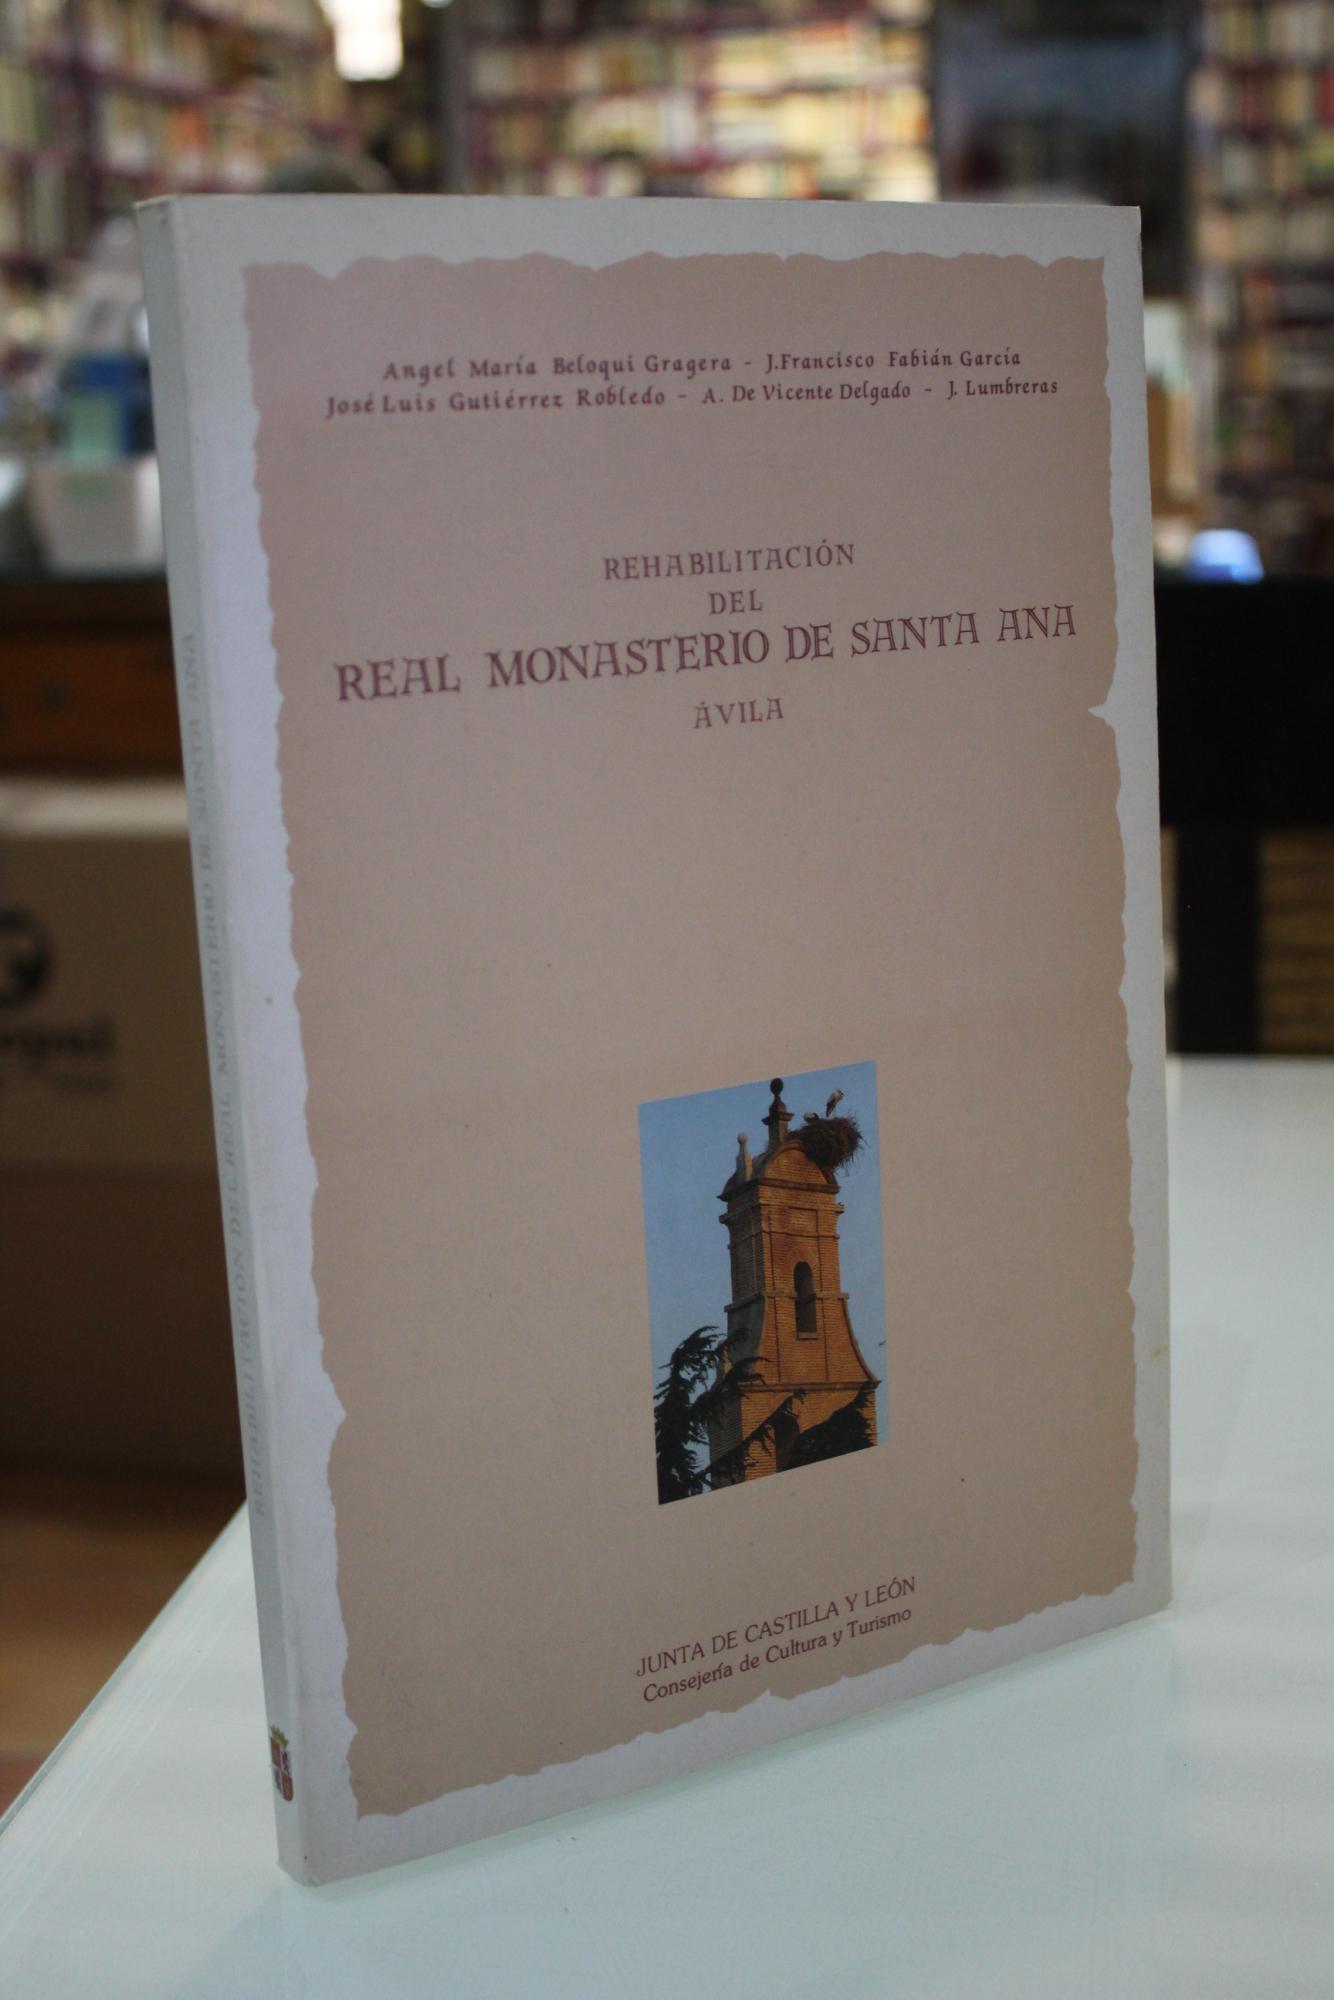 Angel María Beloqui Gragera - J.Francisco Fabián García
José Luis Gutiérrez Robledo - A. De Vicente Delgado - J. Lumbreras
REHABILITACIÓN
DEL
REAL MONASTERIO DE SANTA ANA
ÁVILA
JUNTA DE CASTILLA Y LEÓN
Consejería de Cultura y Turismo
REHABILITACIÓN DEL REAL MONASTERIO DE SANTA ANA